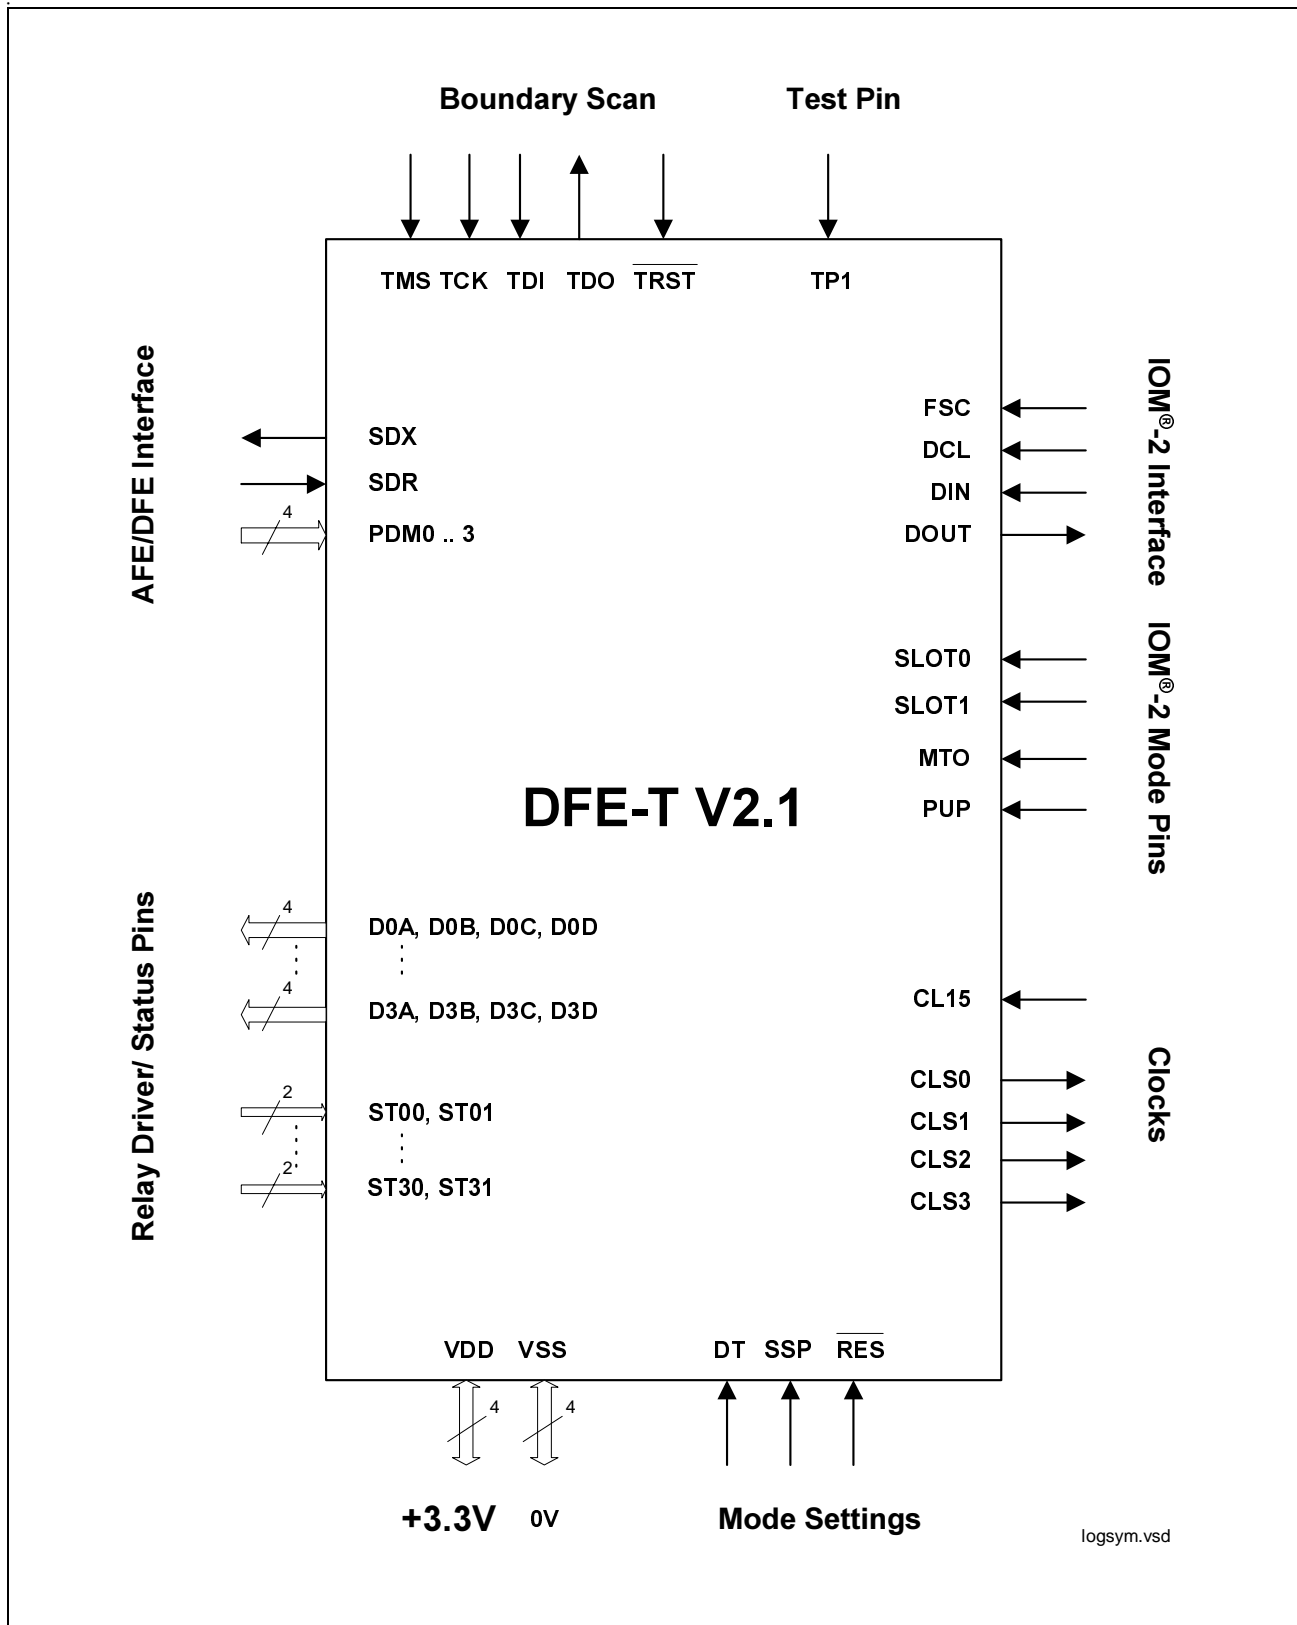 Boundary Scan
Test Pin
TMS TCK TDI TDO TRST TP1
AFE/DFE Interface
SDX
SDR
4
PDM0 .. 3
IOM®-2 Interface
FSC
DCL
DIN
DOUT
IOM®-2 Mode Pins
SLOT0
SLOT1
MTO
PUP
DFE-T V2.1
Relay Driver/ Status Pins
4
D0A, D0B, D0C, D0D
4
D3A, D3B, D3C, D3D
2
ST00, ST01
2
ST30, ST31
Clocks
CL15
CLS0
CLS1
CLS2
CLS3
VDD VSS DT SSP RES
4 4
+3.3V 0V
Mode Settings
logsym.vsd